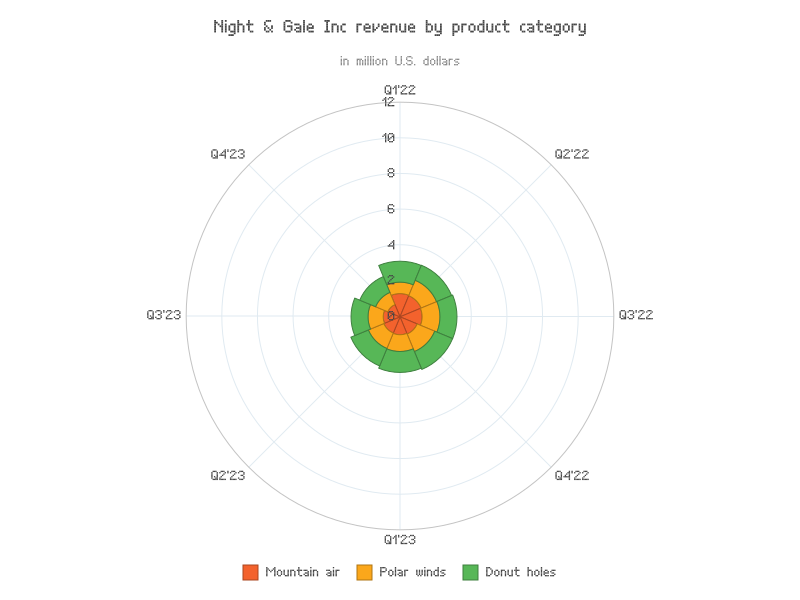 Night & Gale Inc revenue by product category
in million U.S. dollars
Q1'22
12
10
8
6
4
2
0
Q4'23
Q2'22
Q3'23
Q3'22
Q2'23
Q4'22
Q1'23
Mountain air
Polar winds
Donut holes